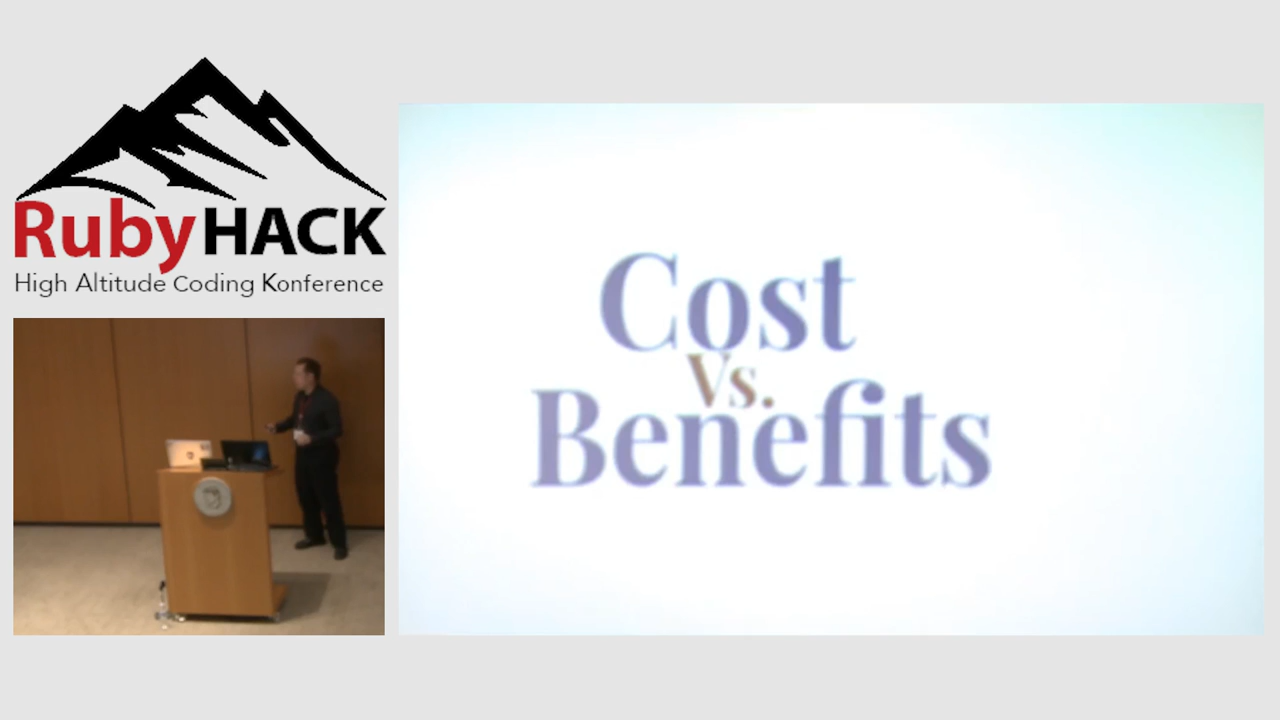 RubyHACK
High Altitude Coding Konference
Cost
Vs.
Benefits